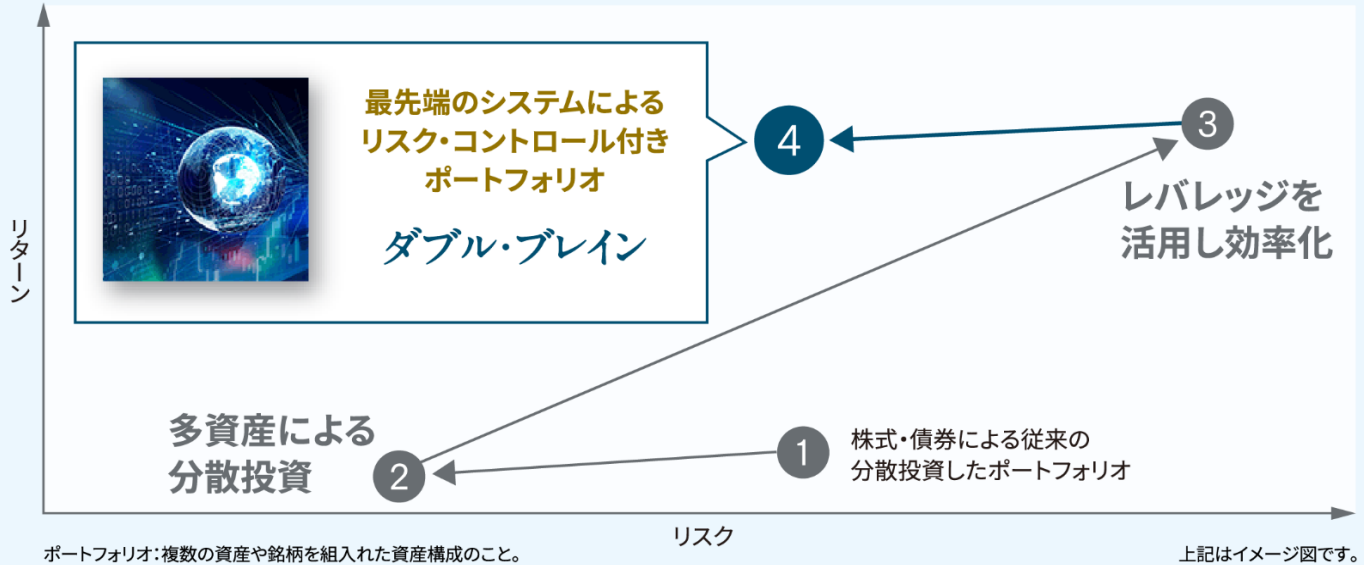 最先端のシステムによる
リスク・コントロール付き
ポートフォリオ
ダブル・ブレイン
4
3
レバレッジを
活用し効率化
リターン
多資産による
分散投資
2
1
株式・債券による従来の
分散投資したポートフォリオ
リスク
ポートフォリオ：複数の資産や銘柄を組入れた資産構成のこと。
上記はイメージ図です。